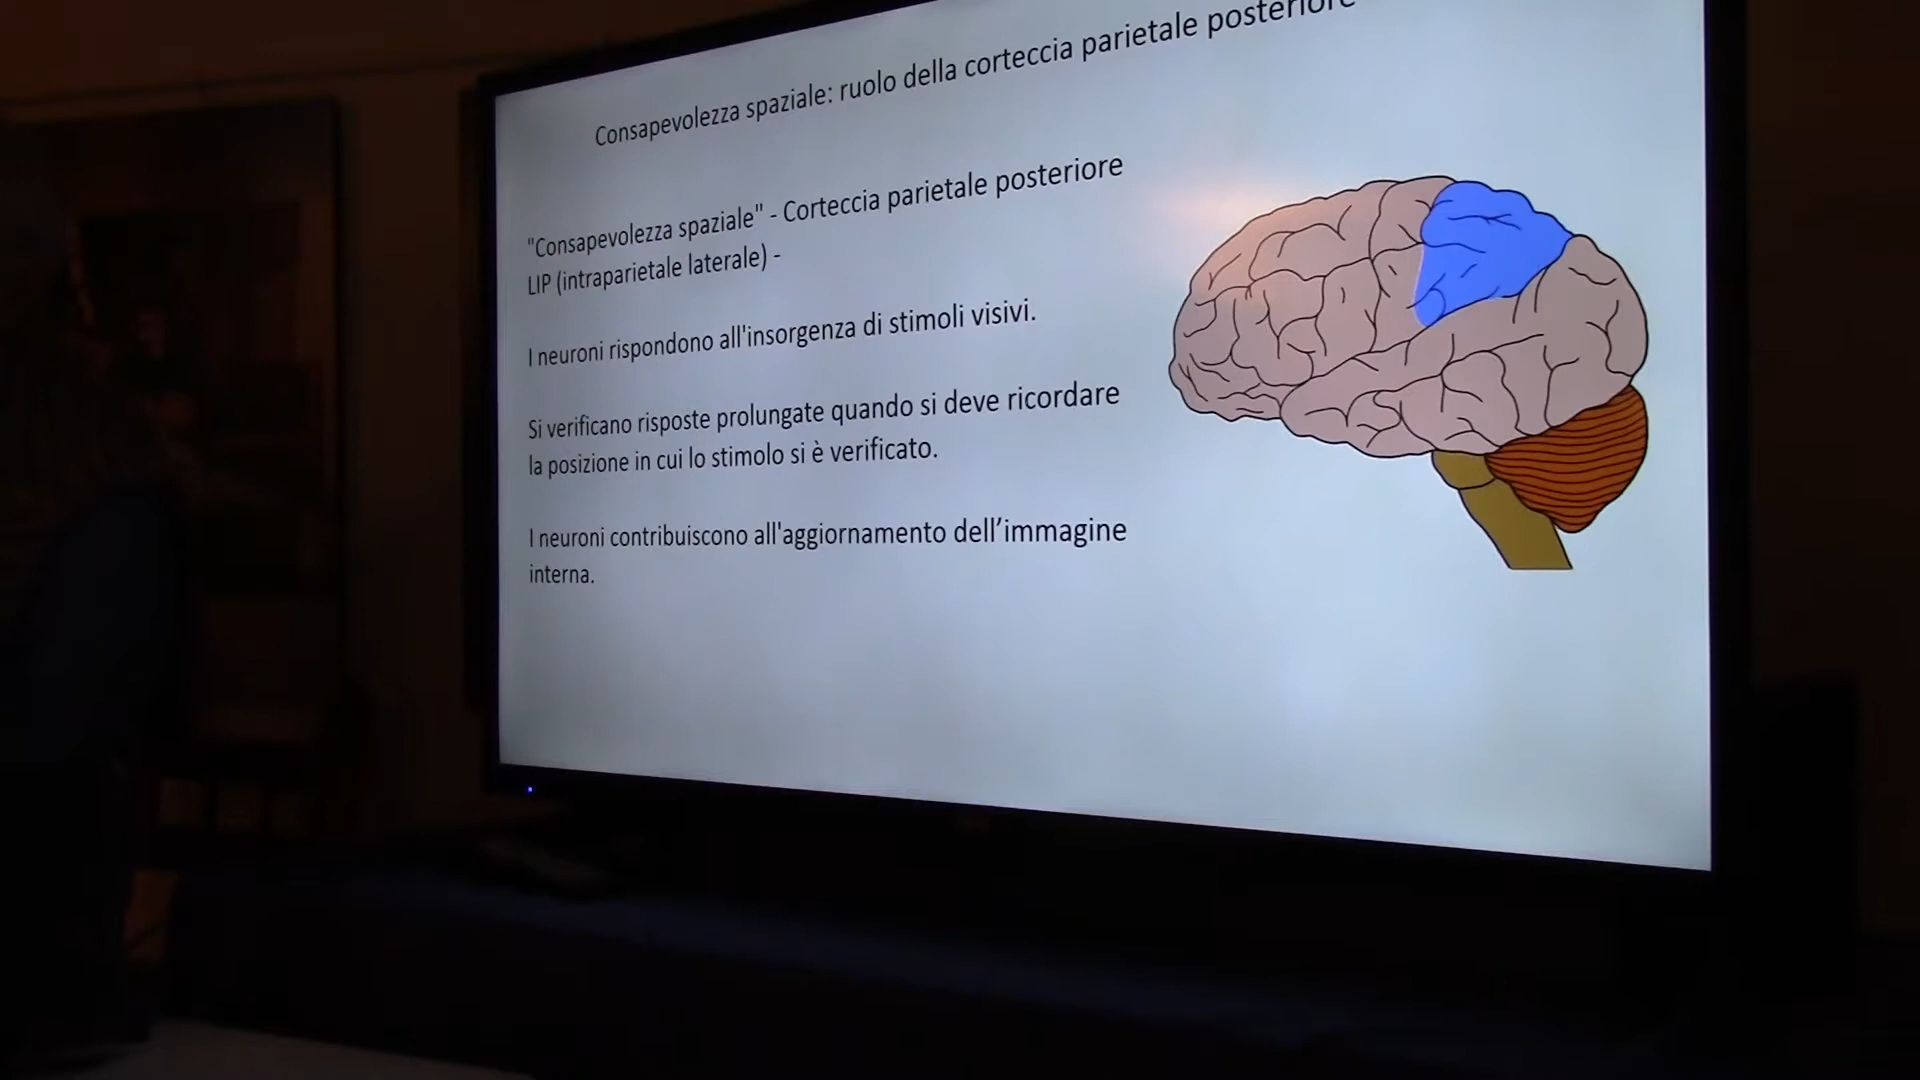 Consapevolezza spaziale: ruolo della corteccia parietale posteriore
"Consapevolezza spaziale" - Corteccia parietale posteriore
LIP (intraparietale laterale) -
I neuroni rispondono all'insorgenza di stimoli visivi.
Si verificano risposte prolungate quando si deve ricordare
la posizione in cui lo stimolo si è verificato.
I neuroni contribuiscono all'aggiornamento dell’immagine
interna.